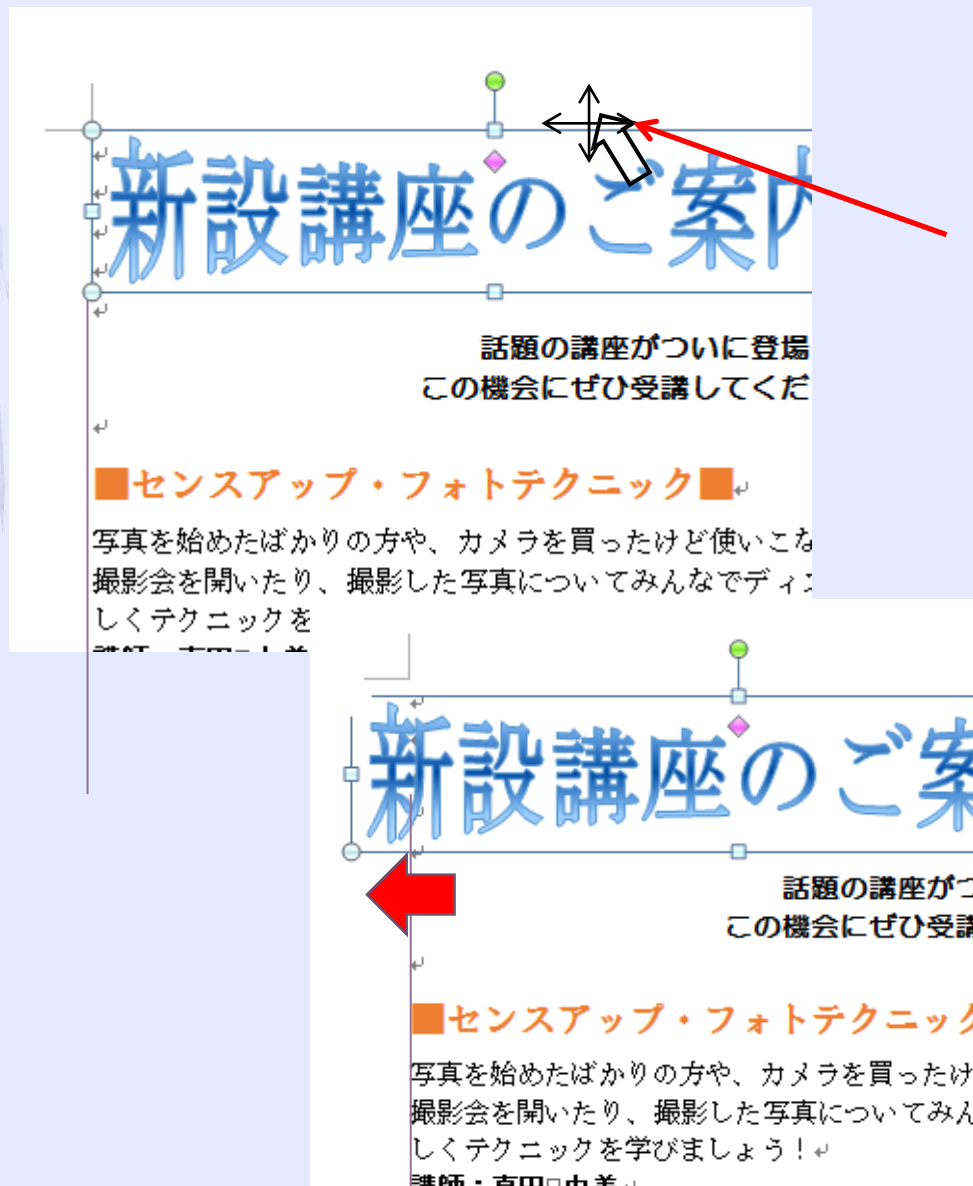 新設講座のご案内
話題の講座がついに登場
この機会にぜひ受講してくだ
■センスアップ・フォトテクニック■
写真を始めたばかりの方や、カメラを買ったけど使いこな
撮影会を開いたり、撮影した写真についてみんなでディ
しくテクニックを
新設講座のご案
話題の講座がつ
この機会にぜひ受講
■センスアップ・フォトテクニック
写真を始めたばかりの方や、カメラを買ったけ
撮影会を開いたり、撮影した写真についてみん
しくテクニックを学びましょう!
講師：真田□由美